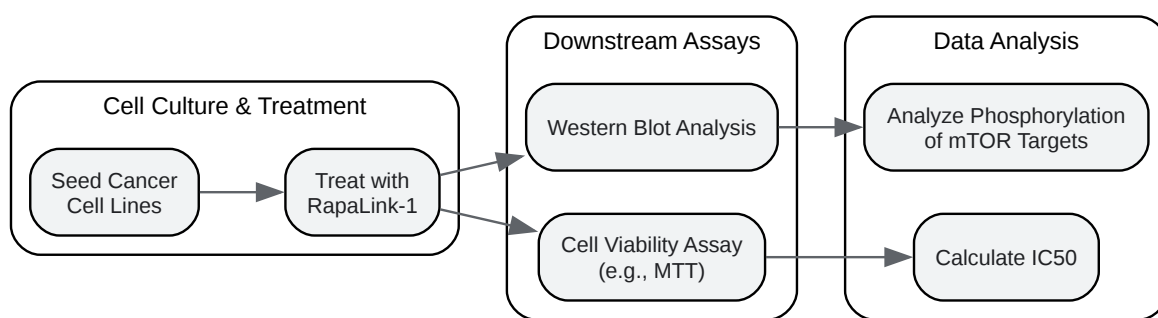 Cell Culture & Treatment
Seed Cancer
Cell Lines
Treat with
RapaLink-1
Downstream Assays
Western Blot Analysis
Cell Viability Assay
(e.g., MTT)
Data Analysis
Analyze Phosphorylation
of mTOR Targets
Calculate IC50